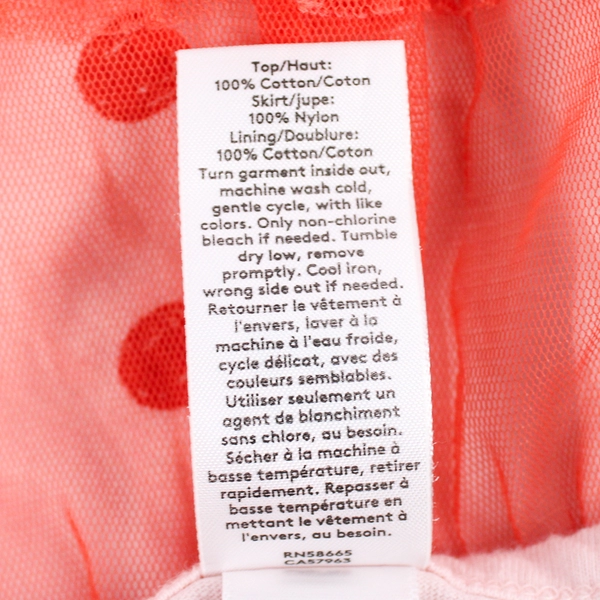 Top/Haut:
100% Cotton/Coton
Skirt/jupe:
100% Nylon
Lining/Doublure:
100% Cotton/Coton
Turn garment inside out,
machine wash cold,
gentle cycle, with like
colors. Only non-chlorine
bleach if needed. Tumble
dry low, remove
promptly. Cool iron,
wrong side out if needed.
Retourner le vêtement à
l'envers, laver à la
machine à l'eau froide,
cycle délicat, avec des
couleurs semblables.
Utiliser seulement un
agent de blanchiment
sans chlore, au besoin.
Sécher à la machine à
basse température, retirer
rapidement. Repasser à
basse température en
mettant le vêtement à
l'envers, au besoin.
RN58665
CA57963